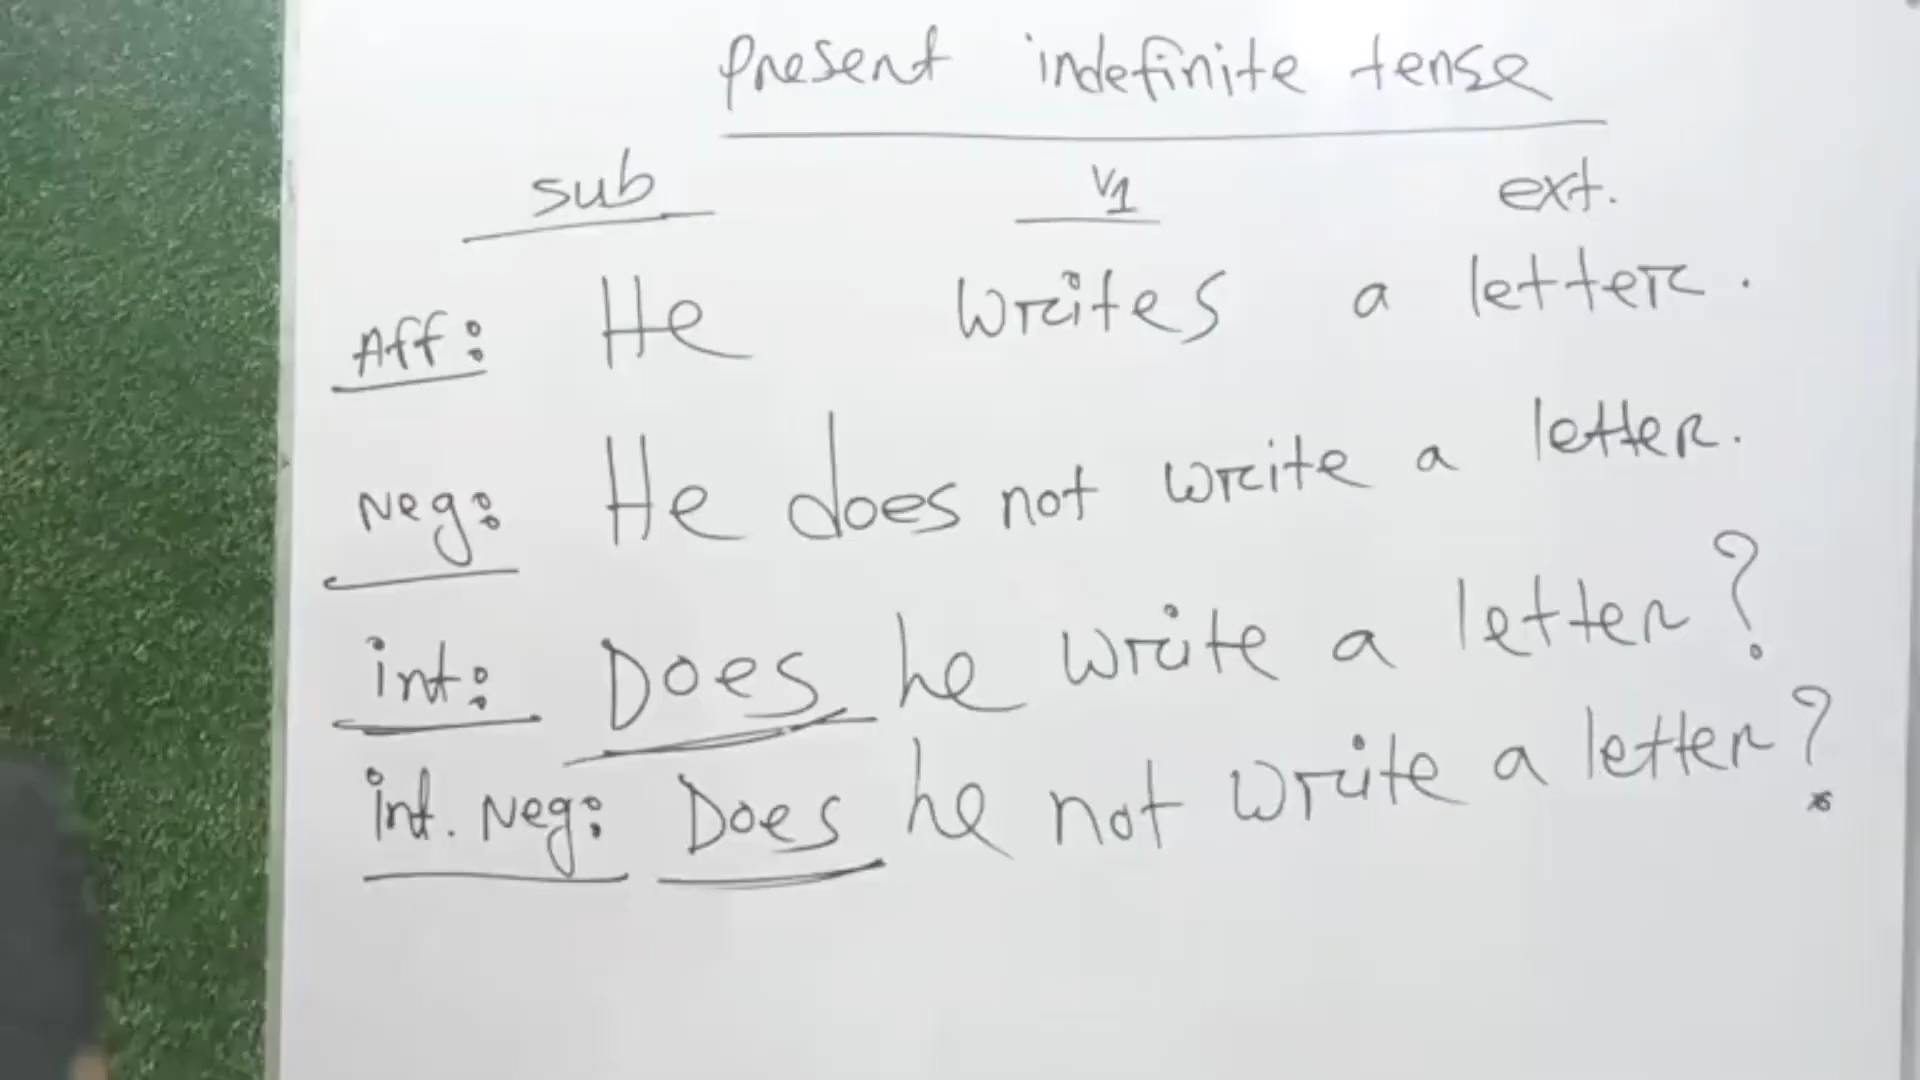 present indefinite tense
sub v1 ext.
Aff: He writes a letter.
Neg: He does not write a letter.
int: Does he write a letter?
int. Neg: Does he not write a letter?